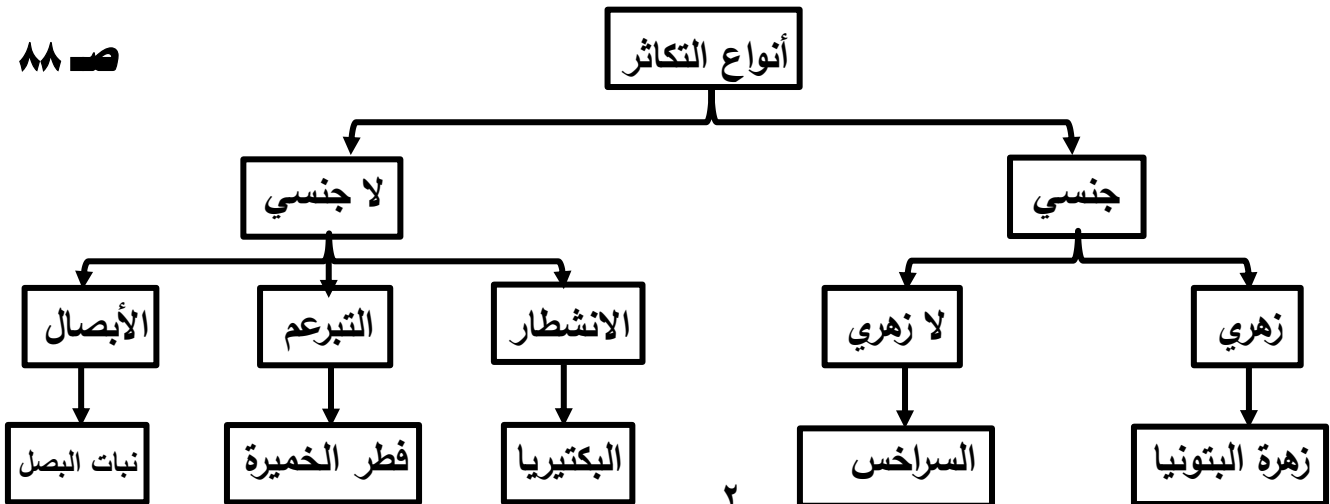 صـ ٨٨
أنواع التكاثر
جنسي
لا جنسي
زهري
لا زهري
الانشطار
التبرعم
الأبصال
زهرة البتونيا
السراخس
البكتيريا
فطر الخميرة
نبات البصل
٢